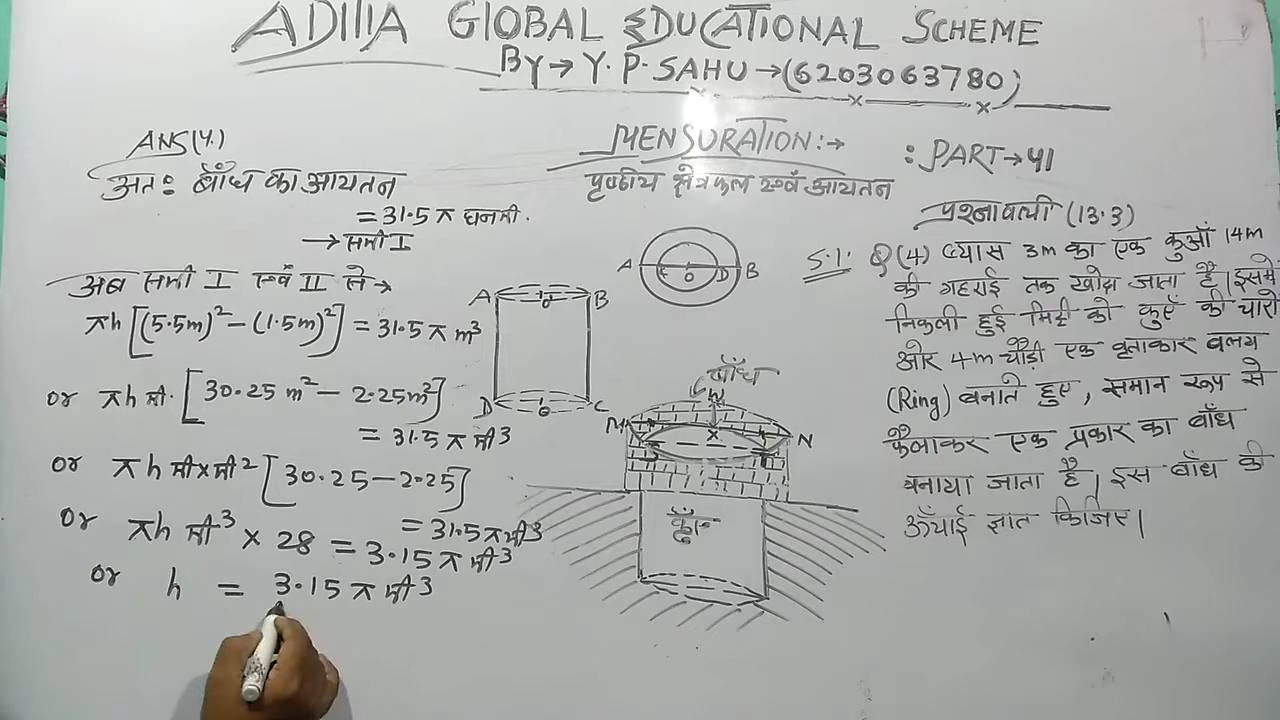 ADITIA GLOBAL EDUCATIONAL SCHEME
BY→ Y. P. SAHU →(6203063780)
MENSURATION:→
: PART→41
पृष्ठीय क्षेत्रफल एवं आयतन
ANS(4.)
अतः बाँध का आयतन
= 31.5 π घनमी.
→ समी I
अब समी I एवं II से→
πh [(5.5m)² – (1.5m)²] = 31.5 π m³
or πh मी. [30.25 m² – 2.25m²]
= 31.5 π मी³
or πh मी × मी² [30.25 – 2.25]
= 31.5 π मी³
or πh मी³ × 28 = 3.15 π मी³
or h = 3.15 π मी³
A E O D B
A O B
D O C
बाँध
W
M X N
कुआँ
प्रश्नावली (13.3)
S.1. Q(4) व्यास 3m का एक कुआँ 14m
की गहराई तक खोदा जाता है। इससे
निकली हुई मिट्टी को कुएँ की चारो
ओर 4m चौड़ी एक वृताकार वलय
(Ring) बनाते हुए, समान रूप से
फैलाकर एक प्रकार का बाँध
बनाया जाता है। इस बाँध की
ऊँचाई ज्ञात किजिए।